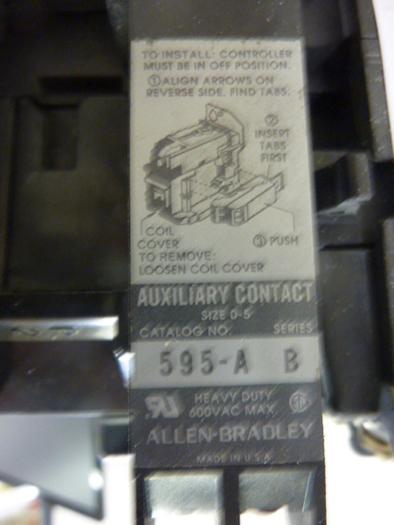 TO INSTALL: CONTROLLER
MUST BE IN OFF POSITION.
① ALIGN ARROWS ON
REVERSE SIDE. FIND TABS.
②
INSERT
TABS
FIRST
COIL
COVER
③ PUSH
TO REMOVE:
LOOSEN COIL COVER
AUXILIARY CONTACT
SIZE 0-5
CATALOG NO. SERIES
595-A B
HEAVY DUTY
600VAC MAX.
ALLEN-BRADLEY
MADE IN U.S.A.